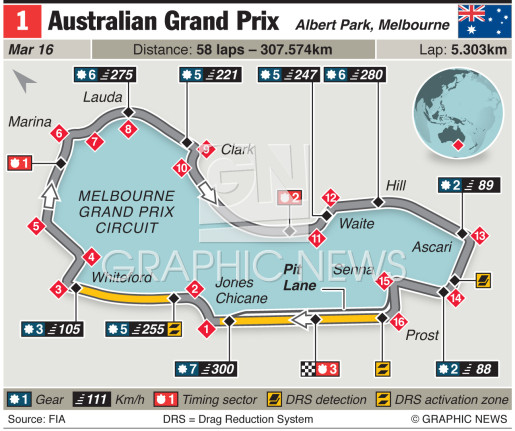 1 Australian Grand Prix Albert Park, Melbourne
Mar 16 Distance: 58 laps – 307.574km Lap: 5.303km
6 275
5 221
5 247
6 280
Lauda
Marina
6
7
8
9
Clark
10
1
2
12
Hill
2 89
11
Waite
13
Ascari
MELBOURNE
GRAND PRIX
CIRCUIT
5
4
GN
GRAPHIC NEWS
3
Whiteford
2
Jones
Chicane
Pit
Lane
Senna
15
14
1
16
Prost
3 105
5 255
7 300
3
2 88
1 Gear 111 Km/h 1 Timing sector DRS detection DRS activation zone
Source: FIA DRS = Drag Reduction System © GRAPHIC NEWS